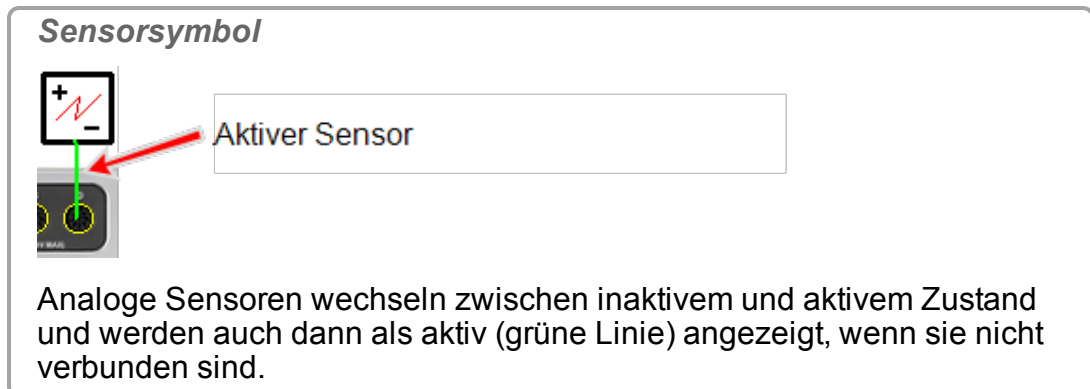 Sensorsymbol
Aktiver Sensor
Analoge Sensoren wechseln zwischen inaktivem und aktivem Zustand
und werden auch dann als aktiv (grüne Linie) angezeigt, wenn sie nicht
verbunden sind.